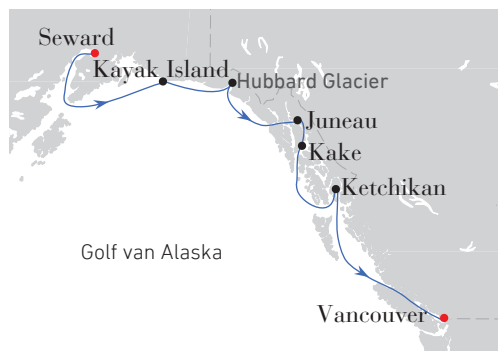 Seward
Kayak Island
Hubbard Glacier
Juneau
Kake
Ketchikan
Golf van Alaska
Vancouver